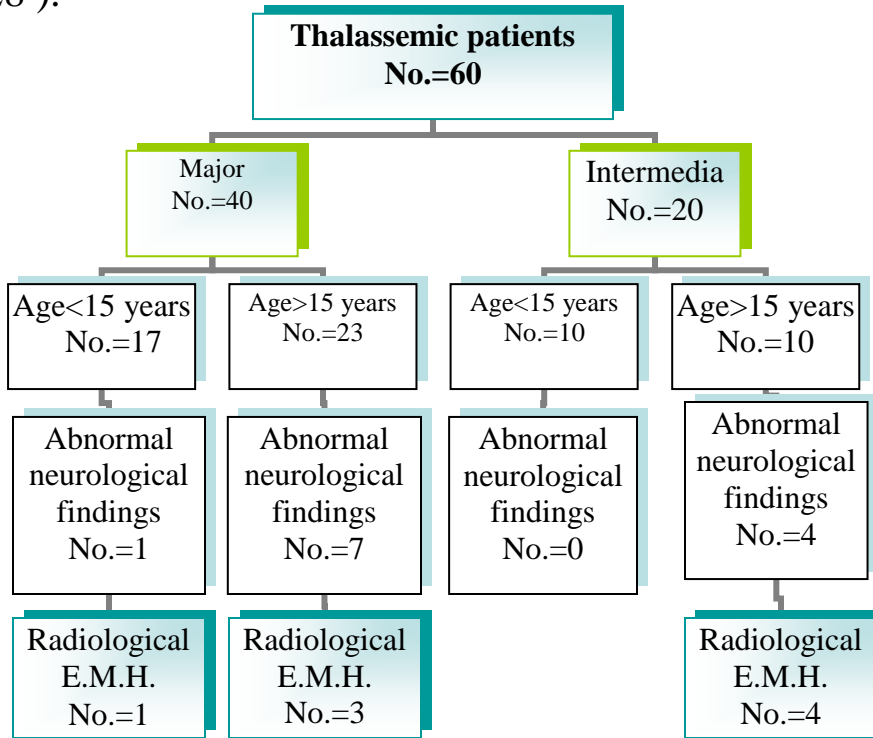 Thalassemic patients
No.=60
Major
No.=40
Intermedia
No.=20
Age<15 years
No.=17
Age>15 years
No.=23
Age<15 years
No.=10
Age>15 years
No.=10
Abnormal
neurological
findings
No.=1
Abnormal
neurological
findings
No.=7
Abnormal
neurological
findings
No.=0
Abnormal
neurological
findings
No.=4
Radiological
E.M.H.
No.=1
Radiological
E.M.H.
No.=3
Radiological
E.M.H.
No.=4